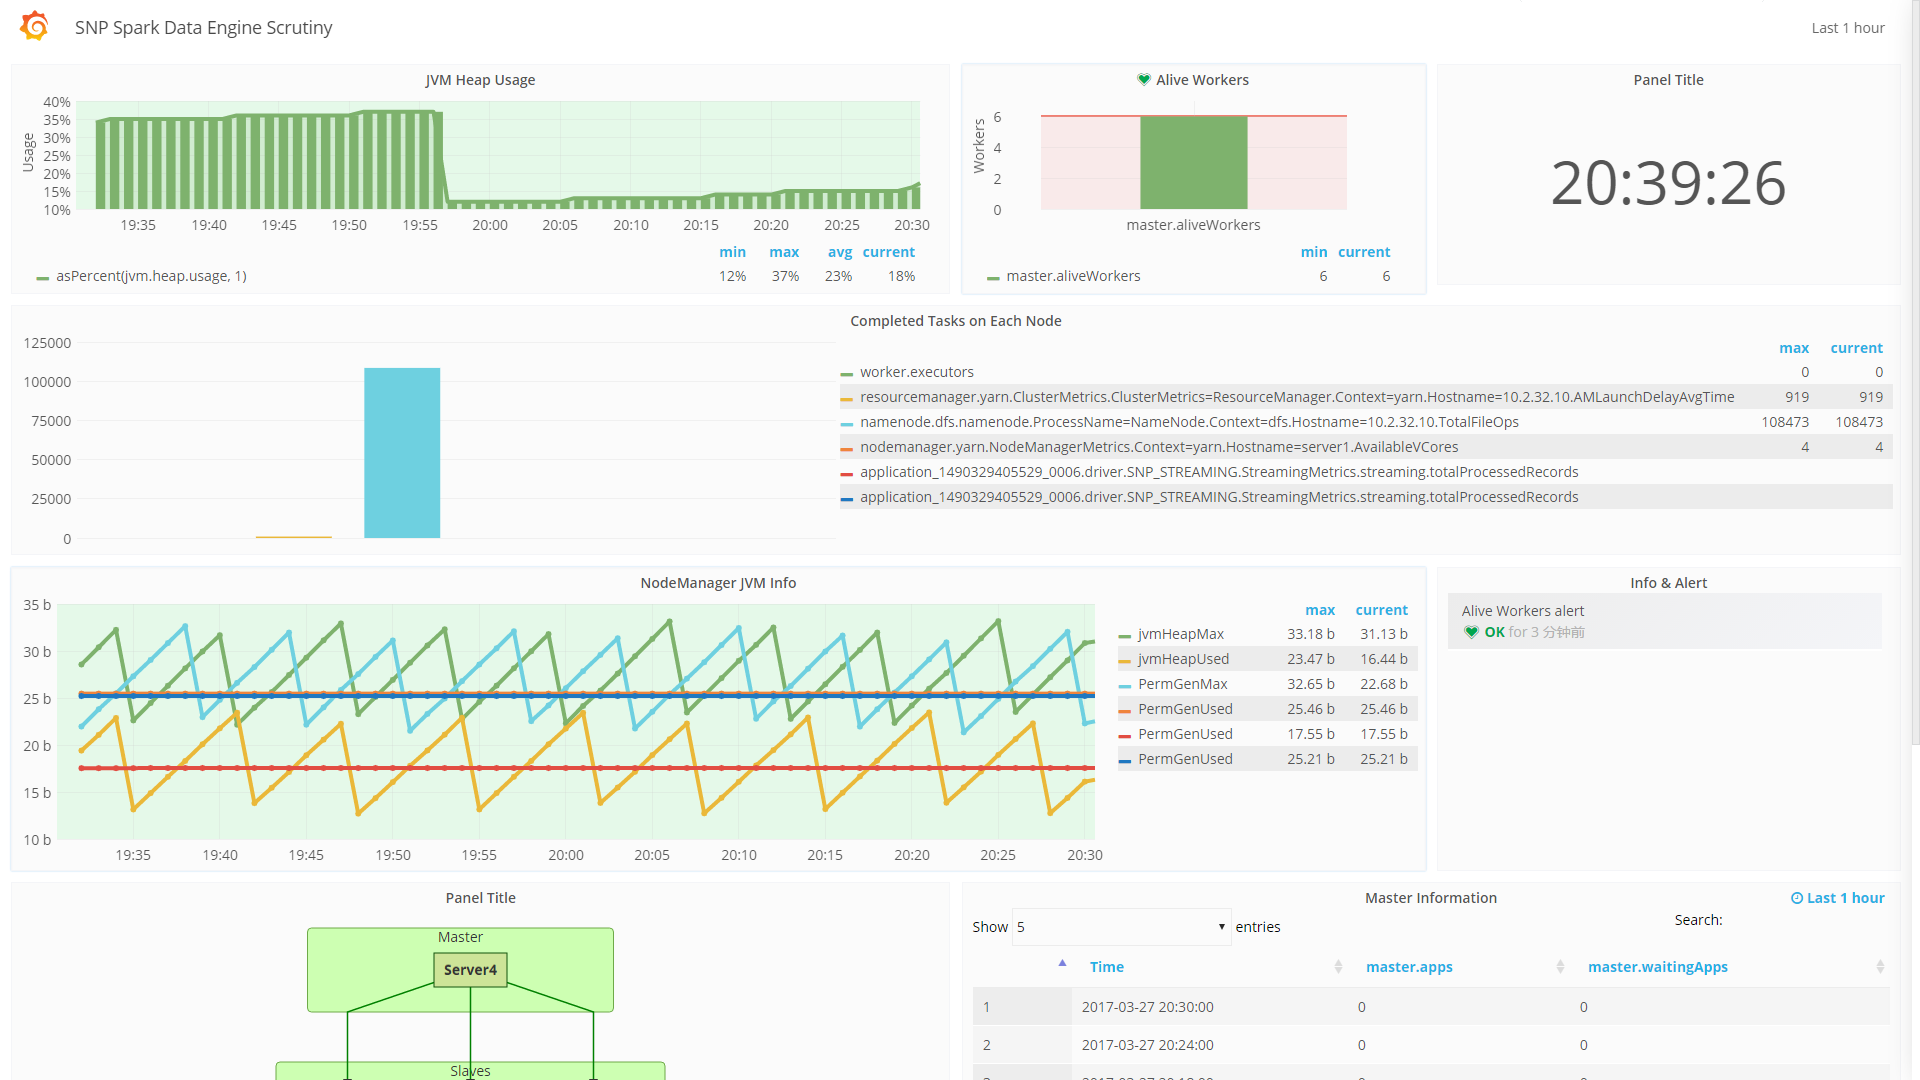 SNP Spark Data Engine Scrutiny
Last 1 hour
JVM Heap Usage
Usage
40%
35%
30%
25%
20%
15%
10%
19:35 19:40 19:45 19:50 19:55 20:00 20:05 20:10 20:15 20:20 20:25 20:30
min max avg current
asPercent(jvm.heap.usage, 1) 12% 37% 23% 18%
Alive Workers
Workers
6
4
2
0
master.aliveWorkers
min current
master.aliveWorkers 6 6
Panel Title
20:39:26
Completed Tasks on Each Node
125000
100000
75000
50000
25000
0
max current
worker.executors 0 0
resourcemanager.yarn.ClusterMetrics.ClusterMetrics=ResourceManager.Context=yarn.Hostname=10.2.32.10.AMLaunchDelayAvgTime 919 919
namenode.dfs.namenode.ProcessName=NameNode.Context=dfs.Hostname=10.2.32.10.TotalFileOps 108473 108473
nodemanager.yarn.NodeManagerMetrics.Context=yarn.Hostname=server1.AvailableVCores 4 4
application_1490329405529_0006.driver.SNP_STREAMING.StreamingMetrics.streaming.totalProcessedRecords
application_1490329405529_0006.driver.SNP_STREAMING.StreamingMetrics.streaming.totalProcessedRecords
NodeManager JVM Info
35 b
30 b
25 b
20 b
15 b
10 b
19:35 19:40 19:45 19:50 19:55 20:00 20:05 20:10 20:15 20:20 20:25 20:30
max current
jvmHeapMax 33.18 b 31.13 b
jvmHeapUsed 23.47 b 16.44 b
PermGenMax 32.65 b 22.68 b
PermGenUsed 25.46 b 25.46 b
PermGenUsed 17.55 b 17.55 b
PermGenUsed 25.21 b 25.21 b
Info & Alert
Alive Workers alert
OK for 3 分钟前
Panel Title
Master
Server4
Slaves
Master Information
Last 1 hour
Show 5 entries
Search:
Time master.apps master.waitingApps
1 2017-03-27 20:30:00 0 0
2 2017-03-27 20:24:00 0 0